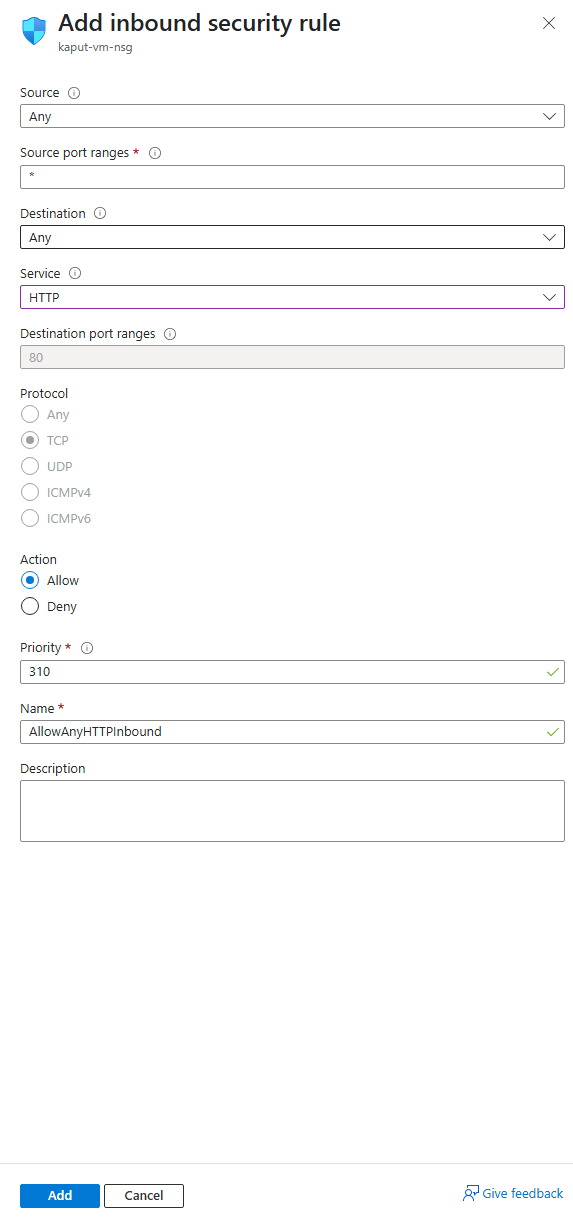 Add inbound security rule
kaput-vm-nsg
Source
Any
Source port ranges *
*
Destination
Any
Service
HTTP
Destination port ranges
80
Protocol
Any
TCP
UDP
ICMPv4
ICMPv6
Action
Allow
Deny
Priority *
310
Name *
AllowAnyHTTPInbound
Description
Add
Cancel
Give feedback